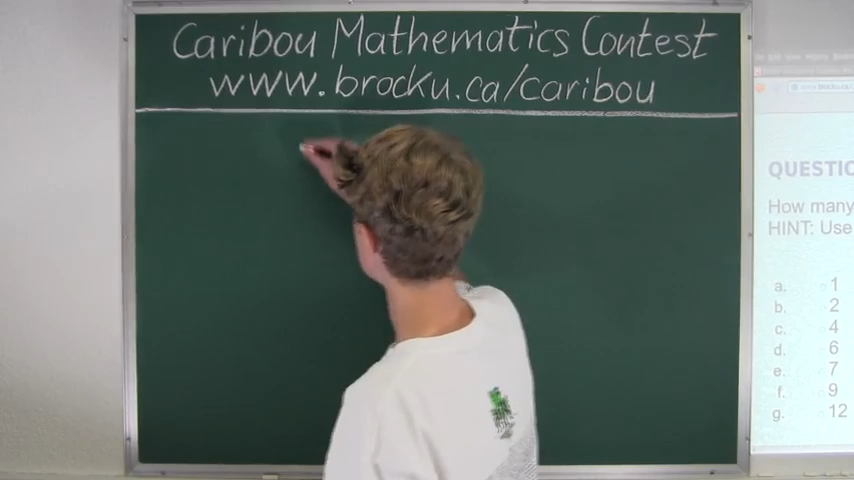 Caribou Mathematics Contest
www.brocku.ca/caribou
QUESTIO
How many
HINT: Use
a. 1
b. 2
c. 4
d. 6
e. 7
f. 9
g. 12